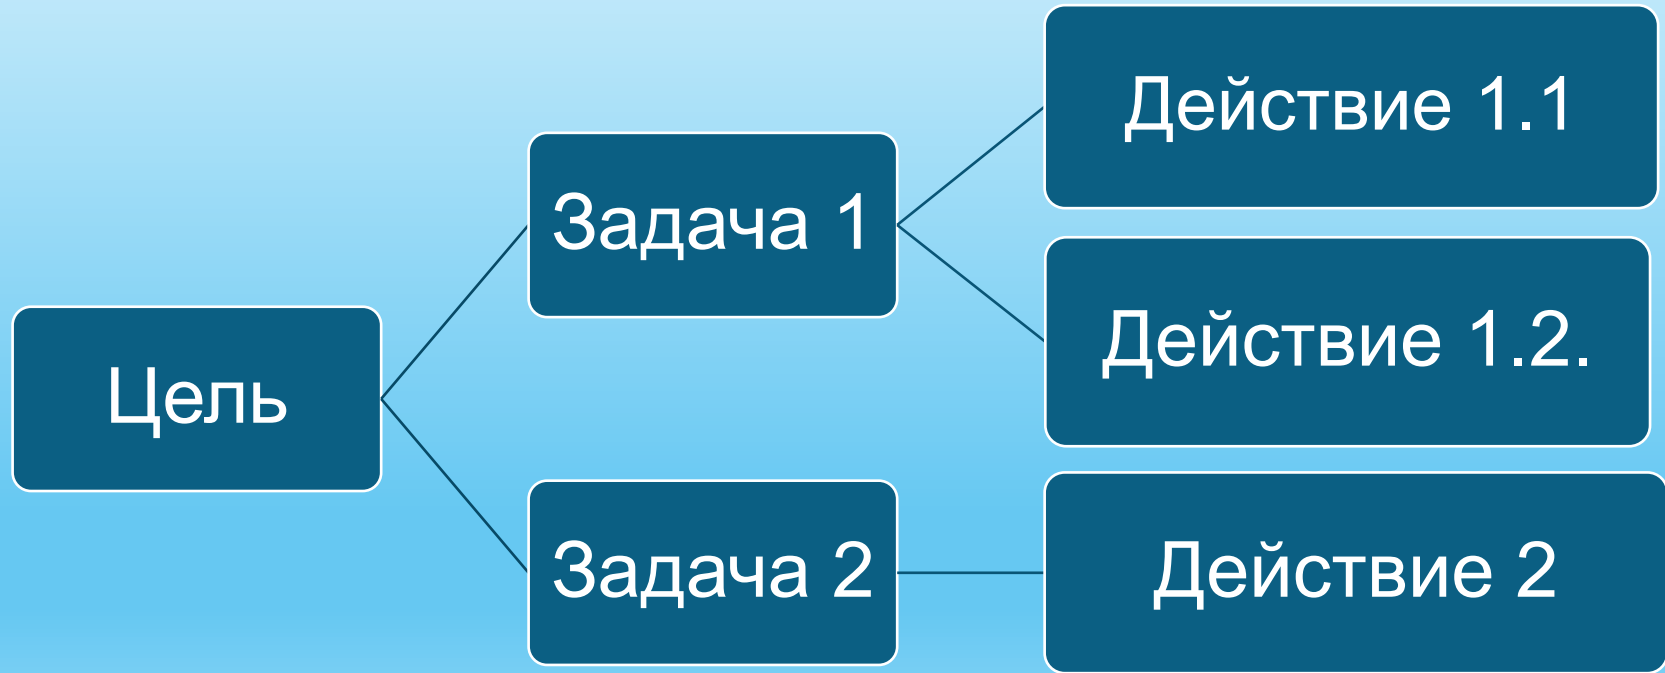 Цель
Задача 1
Действие 1.1
Действие 1.2.
Задача 2
Действие 2